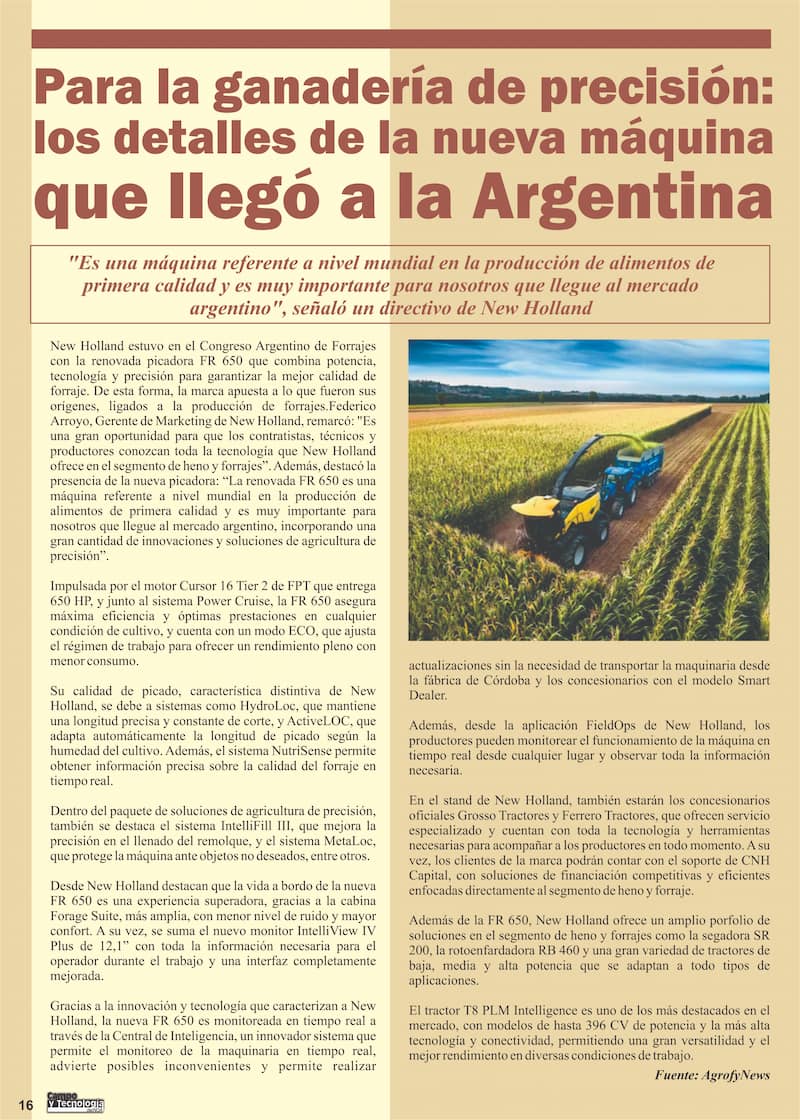 Para la ganadería de precisión:
los detalles de la nueva máquina
que llegó a la Argentina
"Es una máquina referente a nivel mundial en la producción de alimentos de
primera calidad y es muy importante para nosotros que llegue al mercado
argentino", señaló un directivo de New Holland
New Holland estuvo en el Congreso Argentino de Forrajes
con la renovada picadora FR 650 que combina potencia,
tecnología y precisión para garantizar la mejor calidad de
forraje. De esta forma, la marca apuesta a lo que fueron sus
orígenes, ligados a la producción de forrajes.Federico
Arroyo, Gerente de Marketing de New Holland, remarcó: "Es
una gran oportunidad para que los contratistas, técnicos y
productores conozcan toda la tecnología que New Holland
ofrece en el segmento de heno y forrajes”. Además, destacó la
presencia de la nueva picadora: “La renovada FR 650 es una
máquina referente a nivel mundial en la producción de
alimentos de primera calidad y es muy importante para
nosotros que llegue al mercado argentino, incorporando una
gran cantidad de innovaciones y soluciones de agricultura de
precisión”.
Impulsada por el motor Cursor 16 Tier 2 de FPT que entrega
650 HP, y junto al sistema Power Cruise, la FR 650 asegura
máxima eficiencia y óptimas prestaciones en cualquier
condición de cultivo, y cuenta con un modo ECO, que ajusta
el régimen de trabajo para ofrecer un rendimiento pleno con
menor consumo.
Su calidad de picado, característica distintiva de New
Holland, se debe a sistemas como HydroLoc, que mantiene
una longitud precisa y constante de corte, y ActiveLOC, que
adapta automáticamente la longitud de picado según la
humedad del cultivo. Además, el sistema NutriSense permite
obtener información precisa sobre la calidad del forraje en
tiempo real.
Dentro del paquete de soluciones de agricultura de precisión,
también se destaca el sistema IntelliFill III, que mejora la
precisión en el llenado del remolque, y el sistema MetaLoc,
que protege la máquina ante objetos no deseados, entre otros.
Desde New Holland destacan que la vida a bordo de la nueva
FR 650 es una experiencia superadora, gracias a la cabina
Forage Suite, más amplia, con menor nivel de ruido y mayor
confort. A su vez, se suma el nuevo monitor IntelliView IV
Plus de 12,1” con toda la información necesaria para el
operador durante el trabajo y una interfaz completamente
mejorada.
Gracias a la innovación y tecnología que caracterizan a New
Holland, la nueva FR 650 es monitoreada en tiempo real a
través de la Central de Inteligencia, un innovador sistema que
permite el monitoreo de la maquinaria en tiempo real,
advierte posibles inconvenientes y permite realizar
actualizaciones sin la necesidad de transportar la maquinaria desde
la fábrica de Córdoba y los concesionarios con el modelo Smart
Dealer.
Además, desde la aplicación FieldOps de New Holland, los
productores pueden monitorear el funcionamiento de la máquina en
tiempo real desde cualquier lugar y observar toda la información
necesaria.
En el stand de New Holland, también estarán los concesionarios
oficiales Grosso Tractores y Ferrero Tractores, que ofrecen servicio
especializado y cuentan con toda la tecnología y herramientas
necesarias para acompañar a los productores en todo momento. A su
vez, los clientes de la marca podrán contar con el soporte de CNH
Capital, con soluciones de financiación competitivas y eficientes
enfocadas directamente al segmento de heno y forraje.
Además de la FR 650, New Holland ofrece un amplio porfolio de
soluciones en el segmento de heno y forrajes como la segadora SR
200, la rotoenfardadora RB 460 y una gran variedad de tractores de
baja, media y alta potencia que se adaptan a todo tipos de
aplicaciones.
El tractor T8 PLM Intelligence es uno de los más destacados en el
mercado, con modelos de hasta 396 CV de potencia y la más alta
tecnología y conectividad, permitiendo una gran versatilidad y el
mejor rendimiento en diversas condiciones de trabajo.
Fuente: AgrofyNews
16
Campo
Y Tecnología